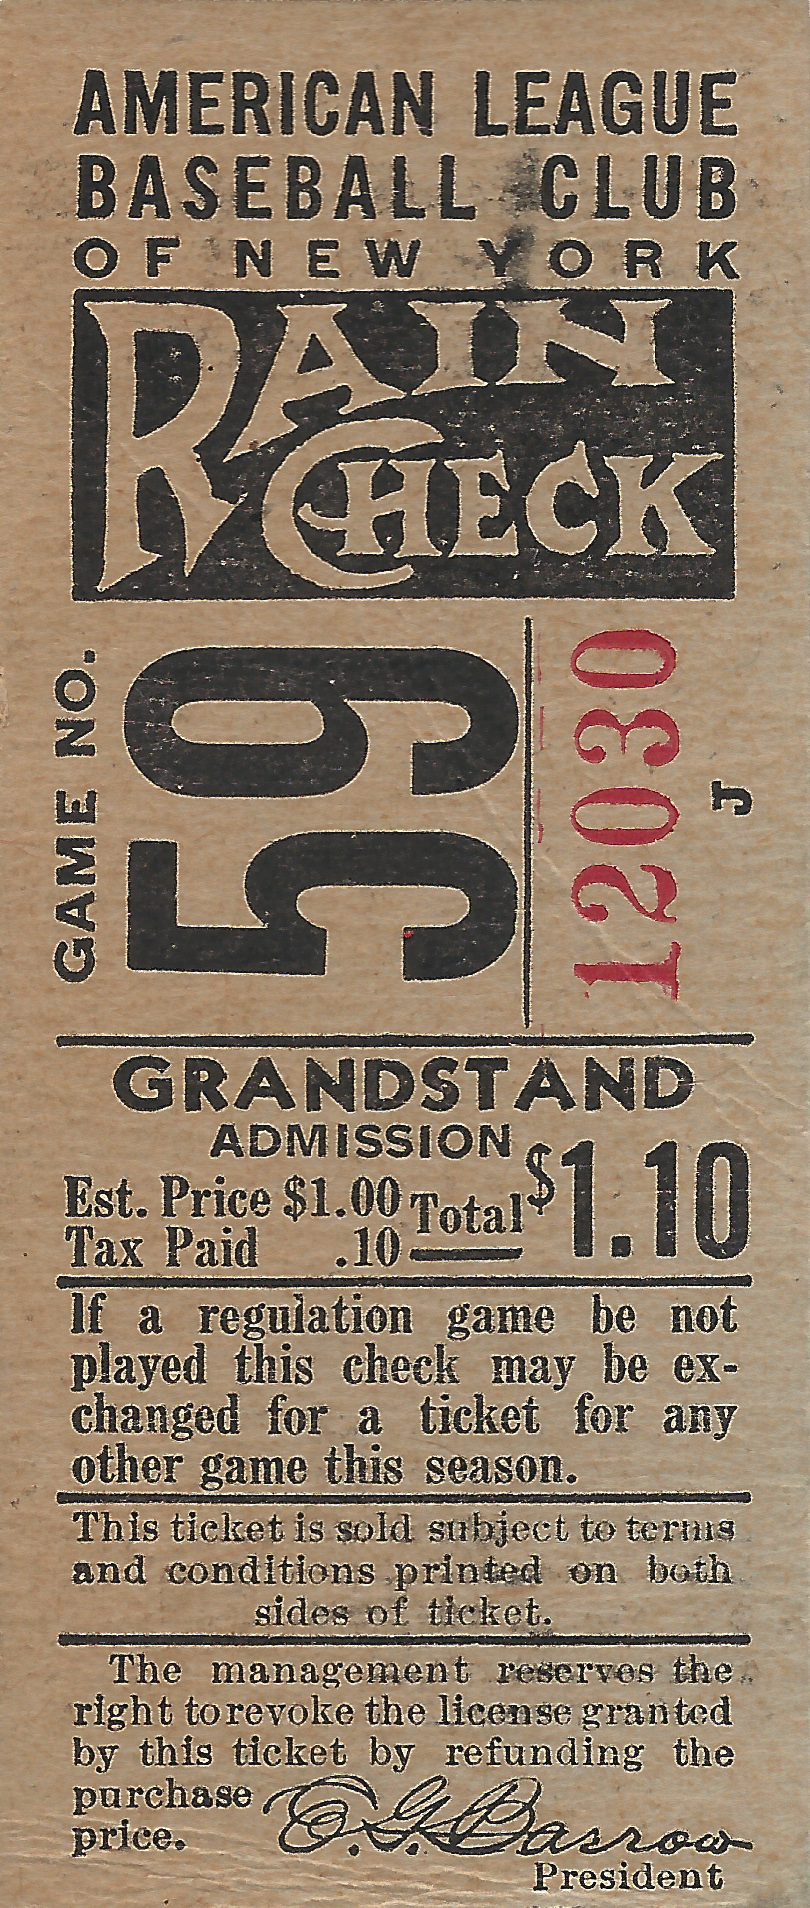 AMERICAN LEAGUE
BASEBALL CLUB
OF NEW YORK
RAIN
CHECK
GAME NO.
59
12030
J
GRANDSTAND
ADMISSION
Est. Price $1.00
Tax Paid .10
Total $1.10
If a regulation game be not
played this check may be ex-
changed for a ticket for any
other game this season.
This ticket is sold subject to terms
and conditions printed on both
sides of ticket.
The management reserves the
right to revoke the license granted
by this ticket by refunding the
purchase
price.
E. G. Barrow
President